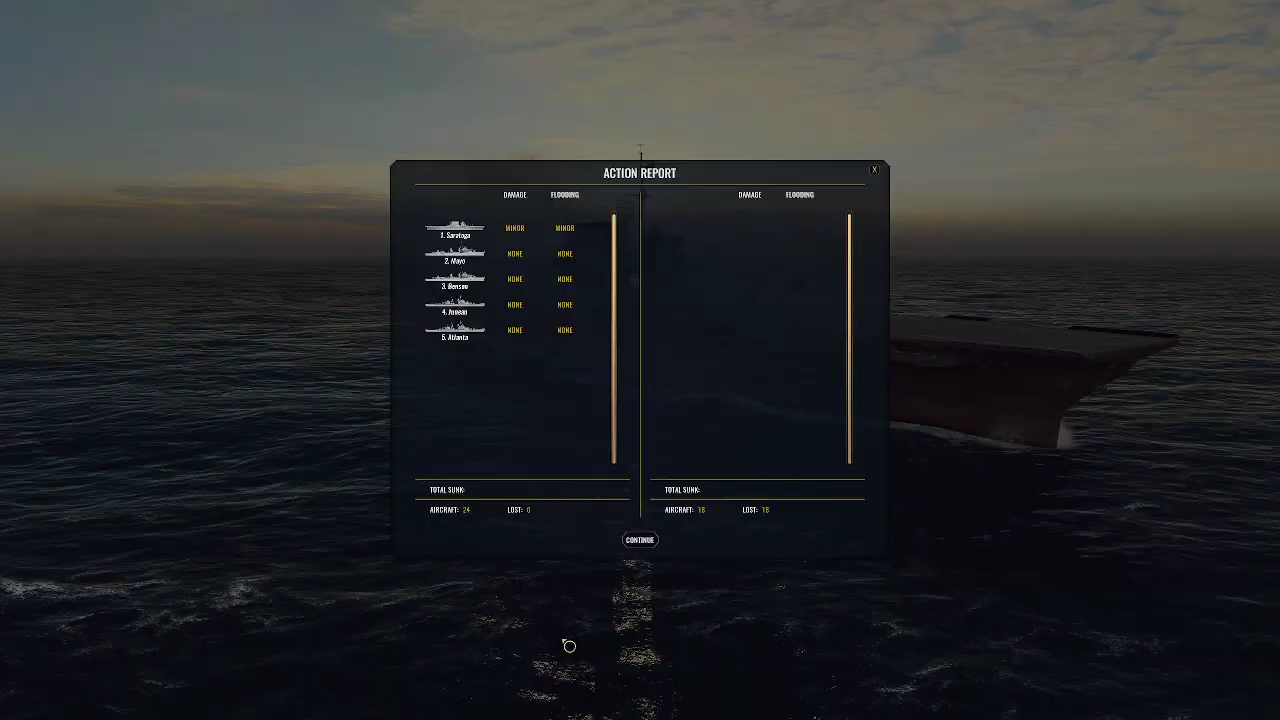 ACTION REPORT
X
DAMAGE FLOODING
DAMAGE FLOODING
MINOR MINOR
1. Saratoga
NONE NONE
2. Mayo
NONE NONE
3. Benson
NONE NONE
4. Juneau
NONE NONE
5. Atlanta
TOTAL SUNK:
TOTAL SUNK:
AIRCRAFT: 24 LOST: 0
AIRCRAFT: 18 LOST: 18
CONTINUE